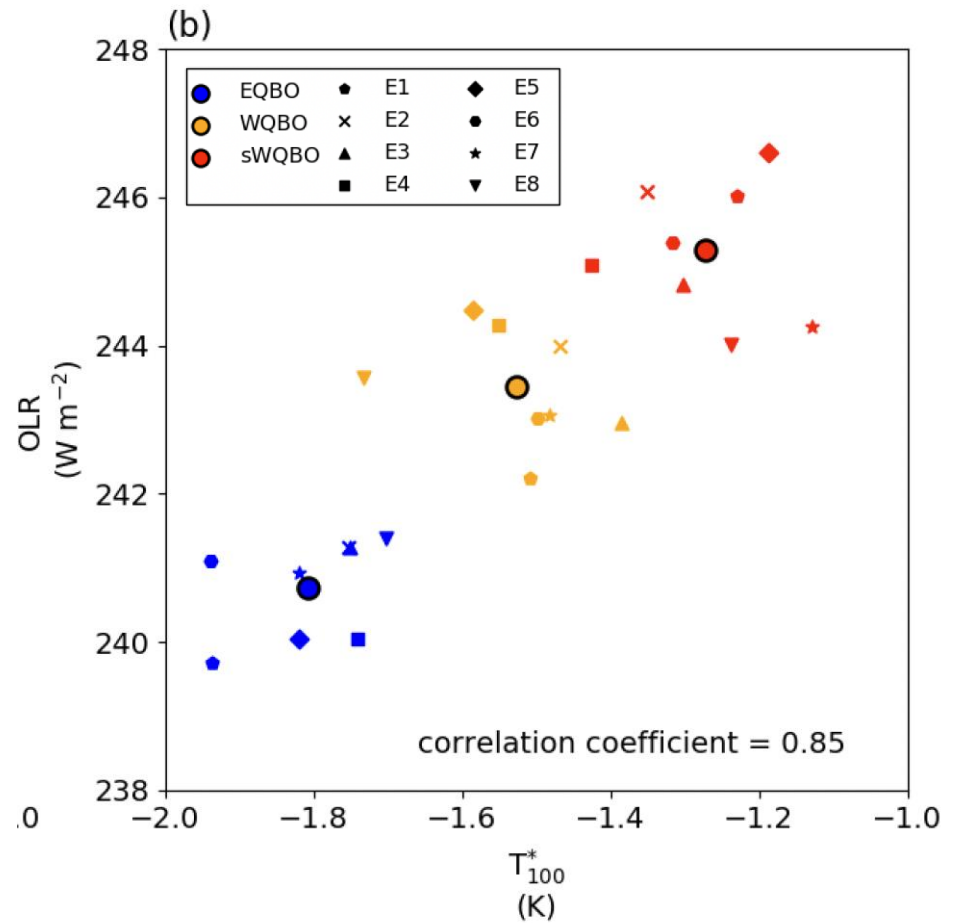 (b)
248
EQBO
E1
E5
WQBO
E2
E6
sWQBO
E3
E7
E4
E8
246
244
OLR
(W m−2)
242
240
correlation coefficient = 0.85
238
.0
−2.0
−1.8
−1.6
−1.4
−1.2
−1.0
T*100
(K)